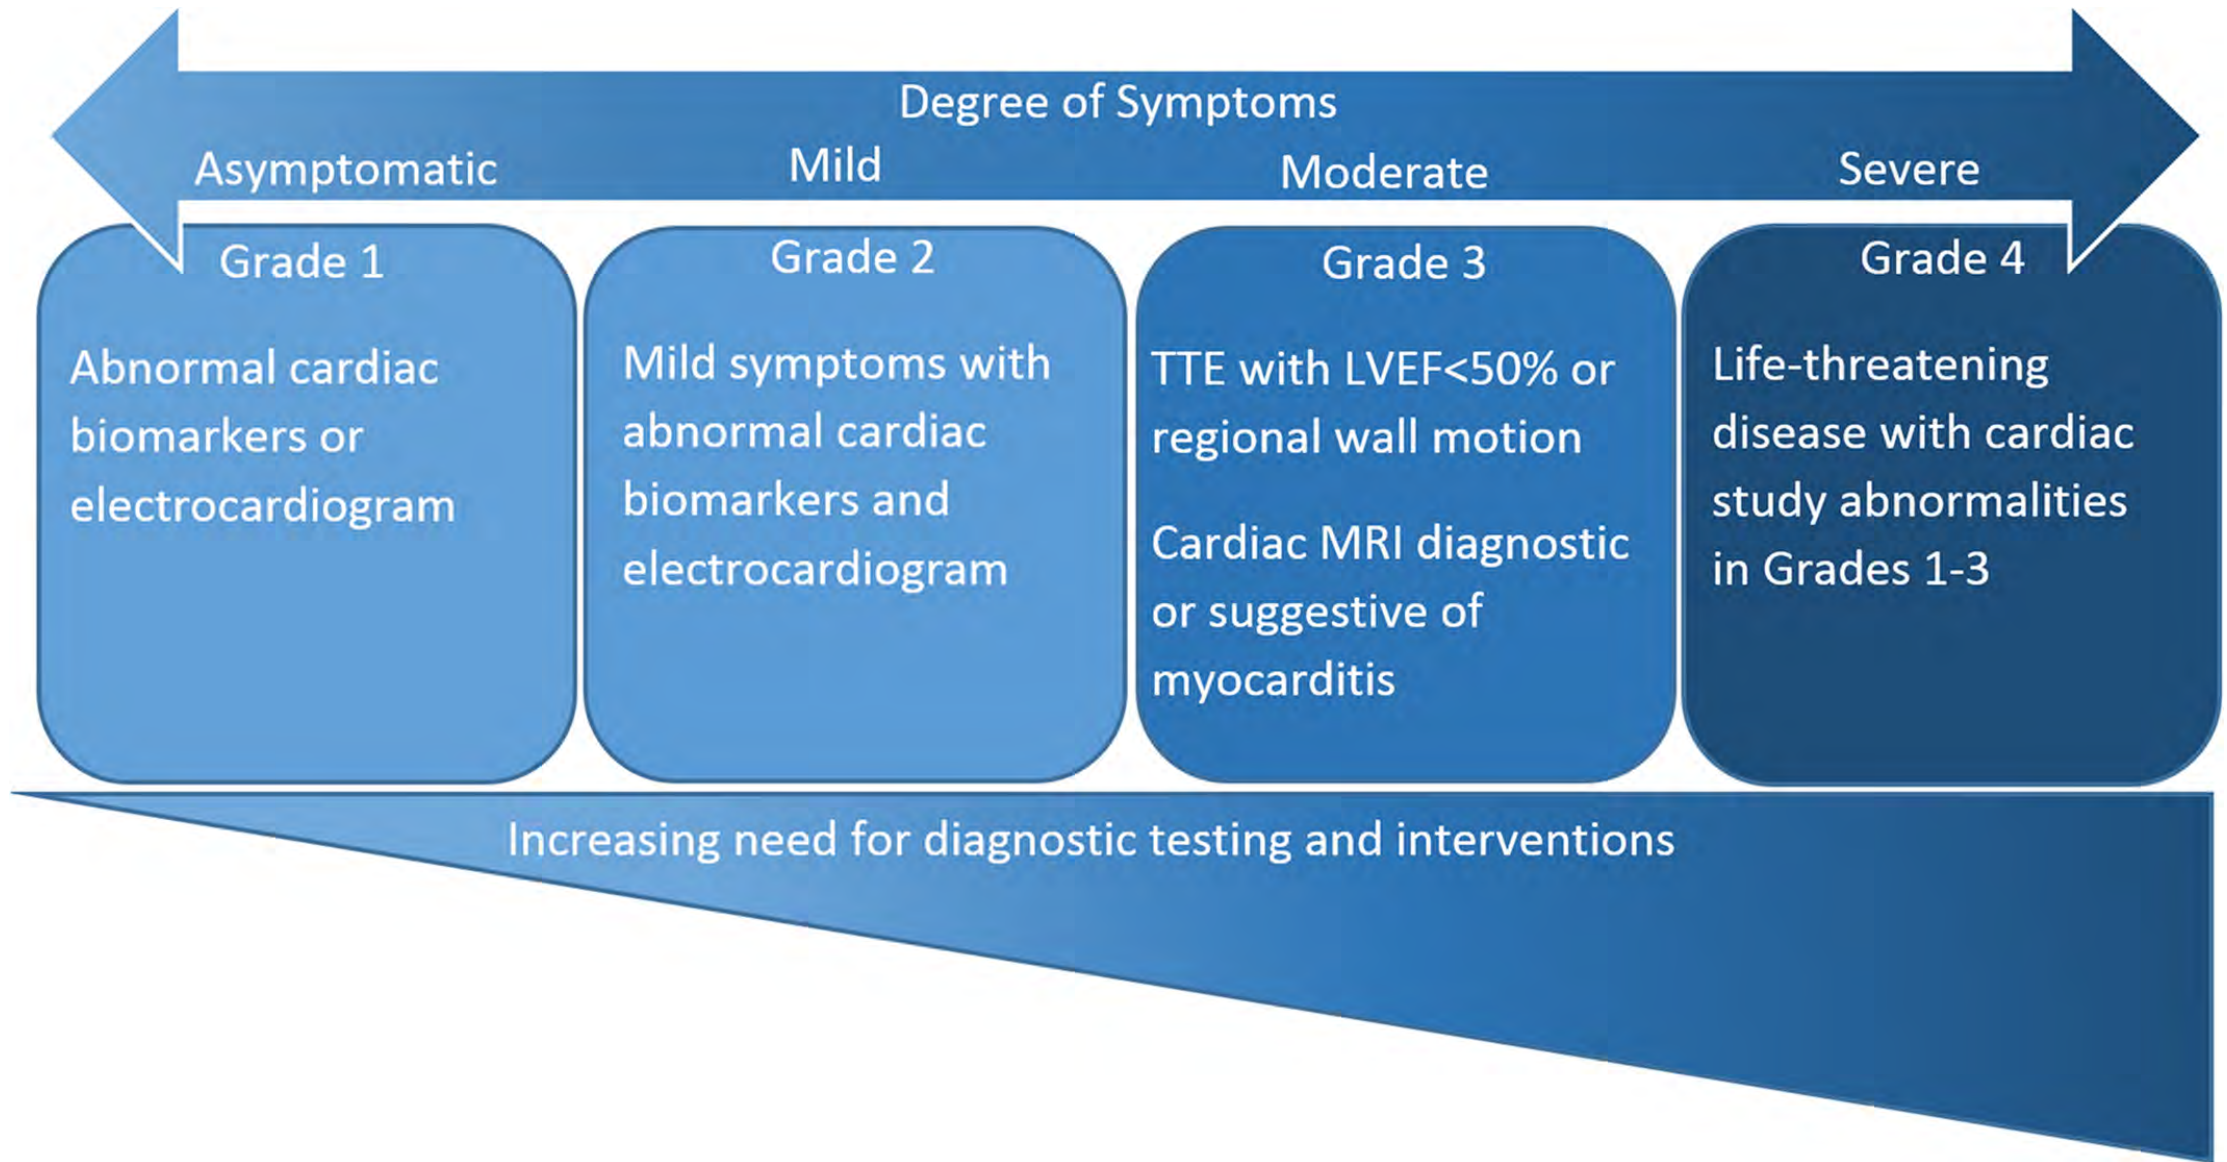 Degree of Symptoms
Asymptomatic
Mild
Moderate
Severe
Grade 1
Abnormal cardiac
biomarkers or
electrocardiogram
Grade 2
Mild symptoms with
abnormal cardiac
biomarkers and
electrocardiogram
Grade 3
TTE with LVEF<50% or
regional wall motion
Cardiac MRI diagnostic
or suggestive of
myocarditis
Grade 4
Life-threatening
disease with cardiac
study abnormalities
in Grades 1-3
Increasing need for diagnostic testing and interventions